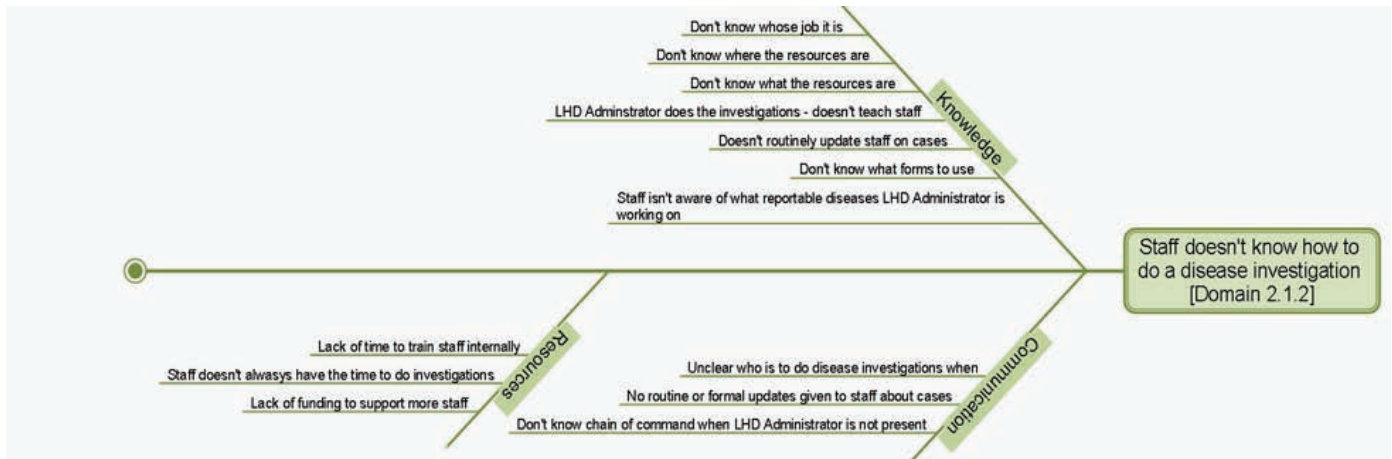 Don't know whose job it is
Don't know where the resources are
Don't know what the resources are
LHD Adminstrator does the investigations - doesn't teach staff
Doesn't routinely update staff on cases
Don't know what forms to use
Staff isn't aware of what reportable diseases LHD Administrator is
working on
Knowledge
Staff doesn't know how to
do a disease investigation
[Domain 2.1.2]
Lack of time to train staff internally
Staff doesn't alwasys have the time to do investigations
Lack of funding to support more staff
Resources
Unclear who is to do disease investigations when
No routine or formal updates given to staff about cases
Don't know chain of command when LHD Administrator is not present
Communication